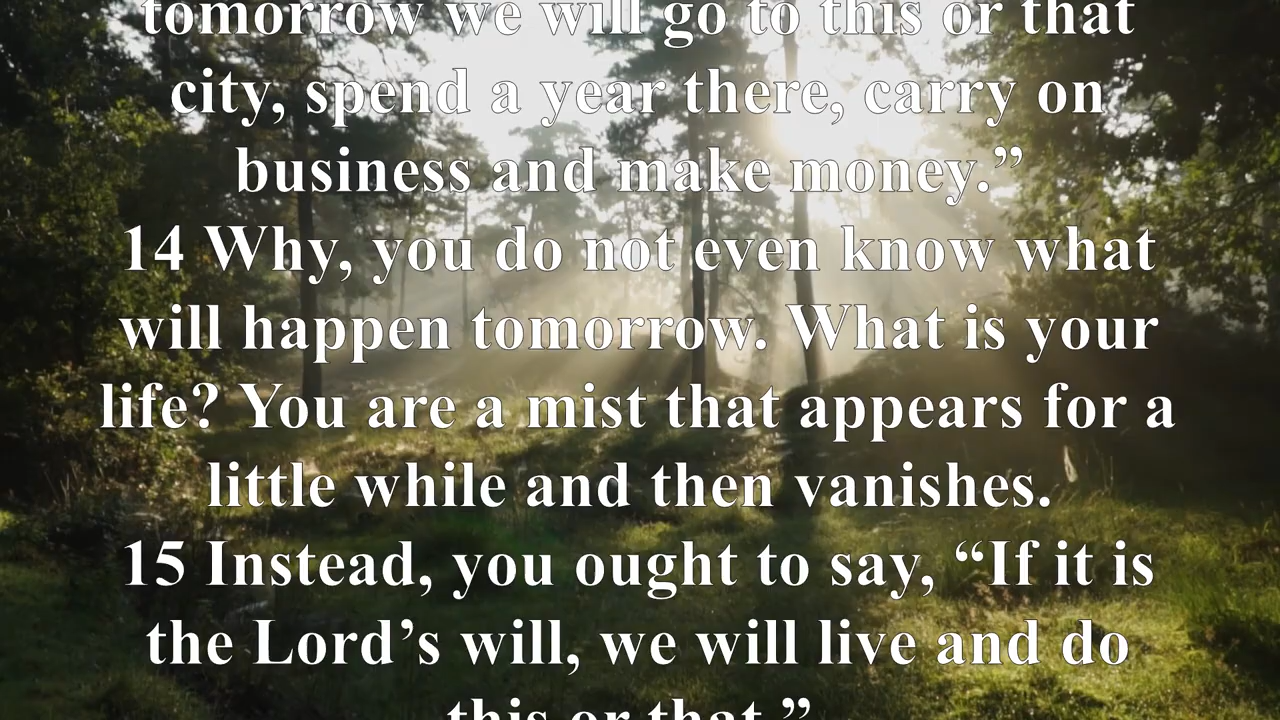 tomorrow we will go to this or that
city, spend a year there, carry on
business and make money.”
14 Why, you do not even know what
will happen tomorrow. What is your
life? You are a mist that appears for a
little while and then vanishes.
15 Instead, you ought to say, “If it is
the Lord’s will, we will live and do
this or that.”